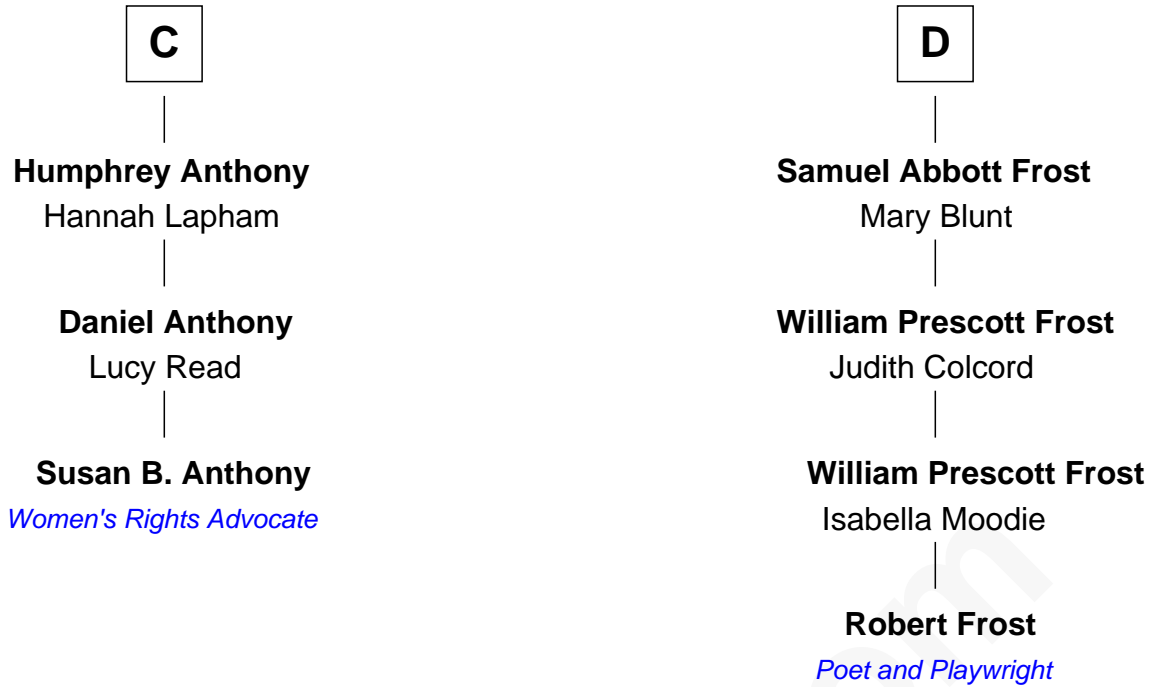 C
Humphrey Anthony
Hannah Lapham
Daniel Anthony
Lucy Read
Susan B. Anthony
Women's Rights Advocate
D
Samuel Abbott Frost
Mary Blunt
William Prescott Frost
Judith Colcord
William Prescott Frost
Isabella Moodie
Robert Frost
Poet and Playwright